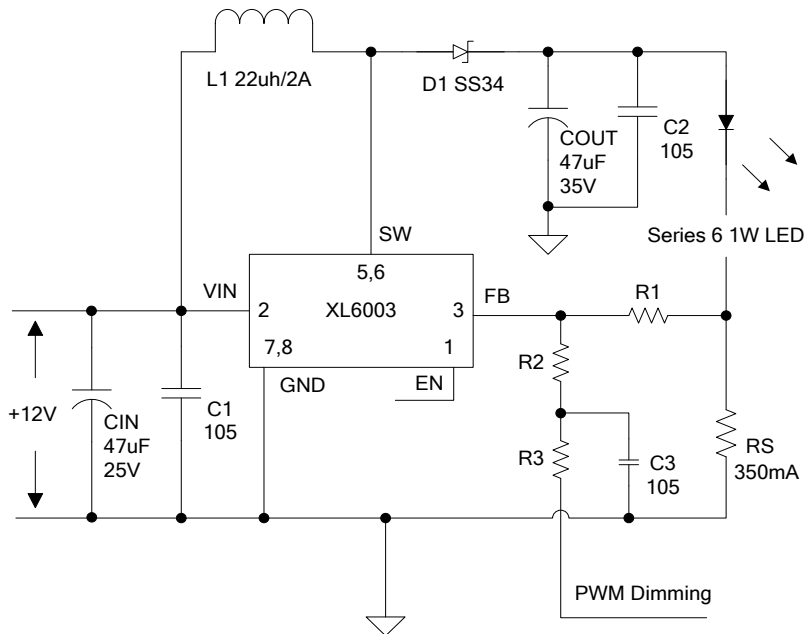 L1 22uh/2A
D1 SS34
COUT
47uF
35V
C2
105
SW
Series 6 1W LED
5,6
VIN
2
XL6003
3
FB
R1
7,8
1
GND
EN
R2
+12V
CIN
47uF
25V
C1
105
R3
C3
105
RS
350mA
PWM Dimming